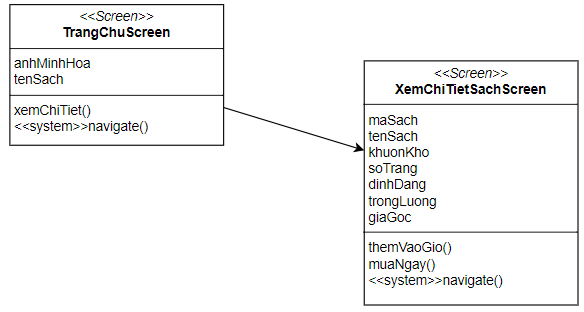 <<Screen>>
TrangChuScreen
anhMinhHoa
tenSach
xemChiTiet()
<<system>>navigate()
<<Screen>>
XemChiTietSachScreen
maSach
tenSach
khuonKho
soTrang
dinhDang
trongLuong
giaGoc
themVaoGio()
muaNgay()
<<system>>navigate()